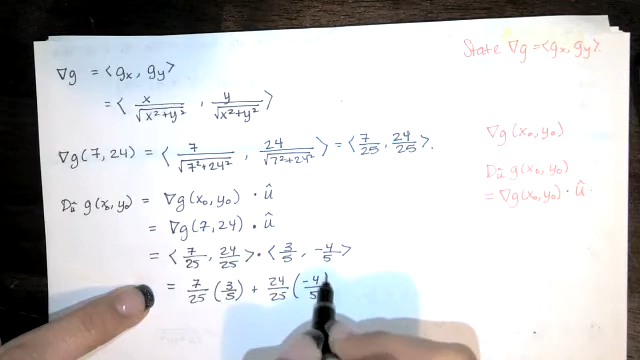 ∇g = <gx, gy>
= < x/√(x²+y²) , y/√(x²+y²) >
∇g(7,24) = < 7/√(7²+24²) , 24/√(7²+24²) > = < 7/25, 24/25 >.
Dû g(x₀,y₀) = ∇g(x₀,y₀) · û
= ∇g(7,24) · û
= < 7/25, 24/25 > · < 3/5, -4/5 >
= 7/25 (3/5) + 24/25 (-4/5
State ∇g = <gx, gy>.
∇g(x₀,y₀)
Dû g(x₀,y₀)
= ∇g(x₀,y₀) · û.